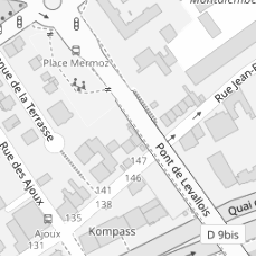 Place Mermoz
Rue Jean-
que de la Terrasse
Pont de Levallois
Rue des Ajoux
147
146
141
138
135
Ajoux
131
Kompass
Quai
D 9bis